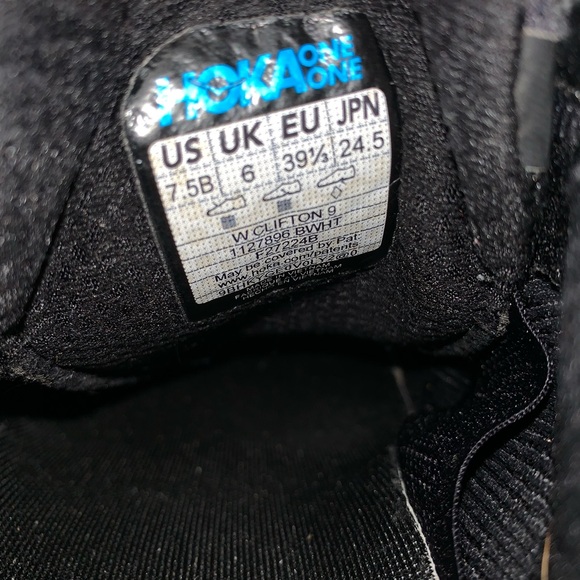 HOKA ONE ONE
US UK EU JPN
7.5B 6 39⅓ 24.5
W CLIFTON 9
1127896 BWHT
F27224B
May be covered by Pat: